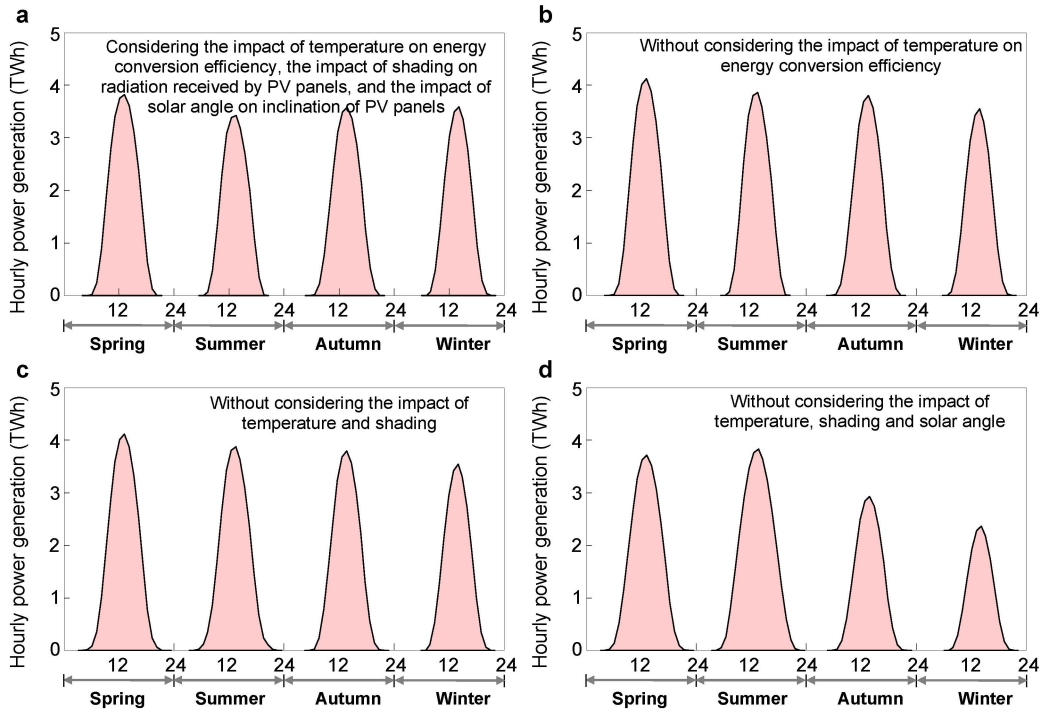 a
Hourly power generation (TWh)
5
4
3
2
1
0
Considering the impact of temperature on energy
conversion efficiency, the impact of shading on
radiation received by PV panels, and the impact of
solar angle on inclination of PV panels
12 24 12 24 12 24 12 24
Spring Summer Autumn Winter
b
Hourly power generation (TWh)
5
4
3
2
1
0
Without considering the impact of temperature on
energy conversion efficiency
12 24 12 24 12 24 12 24
Spring Summer Autumn Winter
c
Hourly power generation (TWh)
5
4
3
2
1
0
Without considering the impact of
temperature and shading
12 24 12 24 12 24 12 24
Spring Summer Autumn Winter
d
Hourly power generation (TWh)
5
4
3
2
1
0
Without considering the impact of
temperature, shading and solar angle
12 24 12 24 12 24 12 24
Spring Summer Autumn Winter